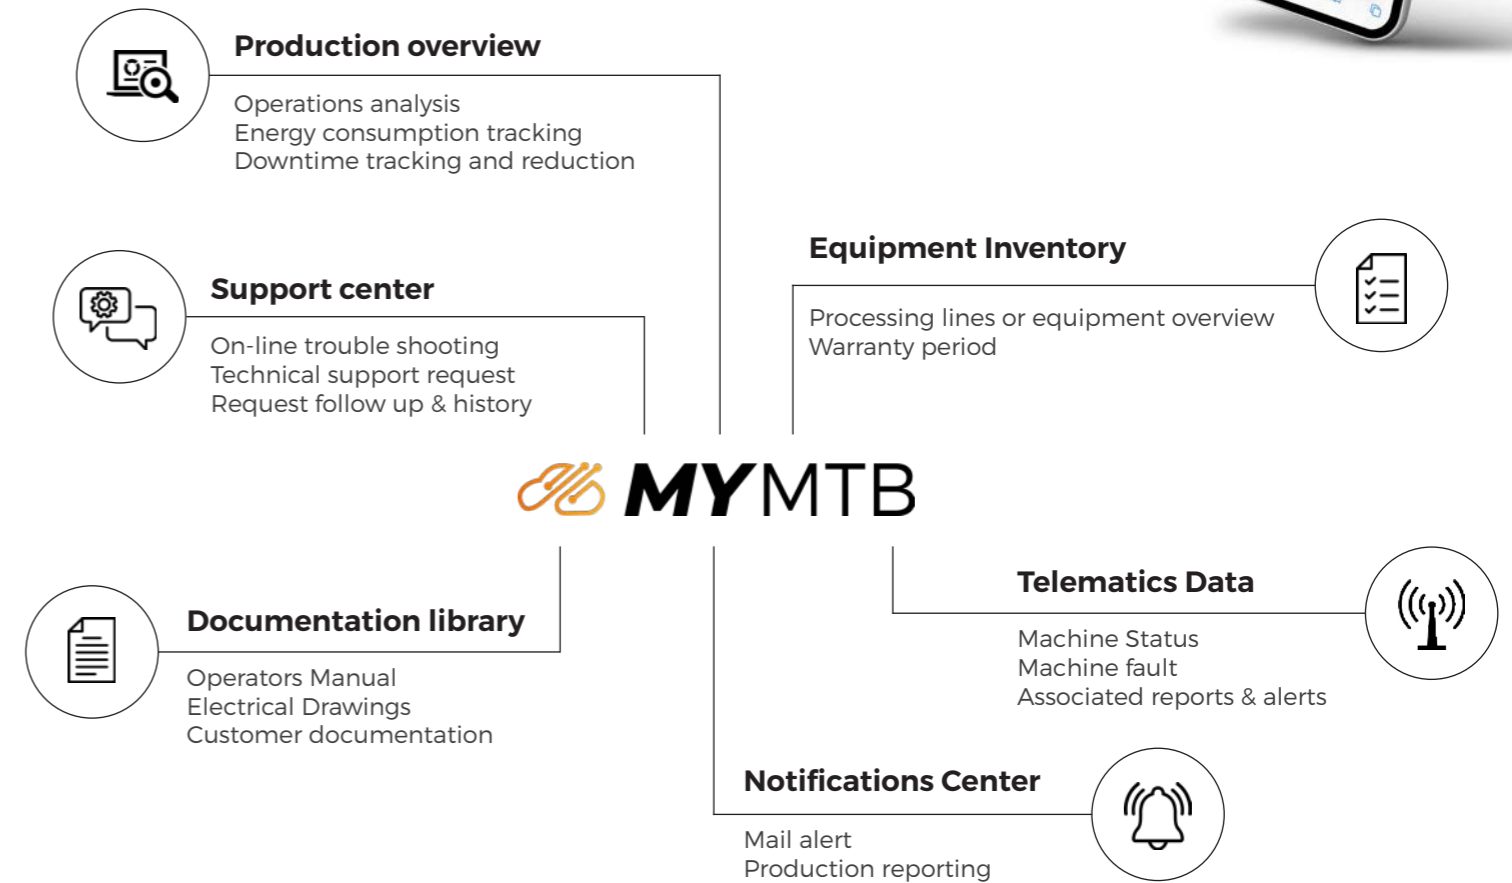 Production overview
Operations analysis
Energy consumption tracking
Downtime tracking and reduction
Equipment Inventory
Processing lines or equipment overview
Warranty period
Support center
On-line trouble shooting
Technical support request
Request follow up & history
MYMTB
Documentation library
Operators Manual
Electrical Drawings
Customer documentation
Telematics Data
Machine Status
Machine fault
Associated reports & alerts
Notifications Center
Mail alert
Production reporting